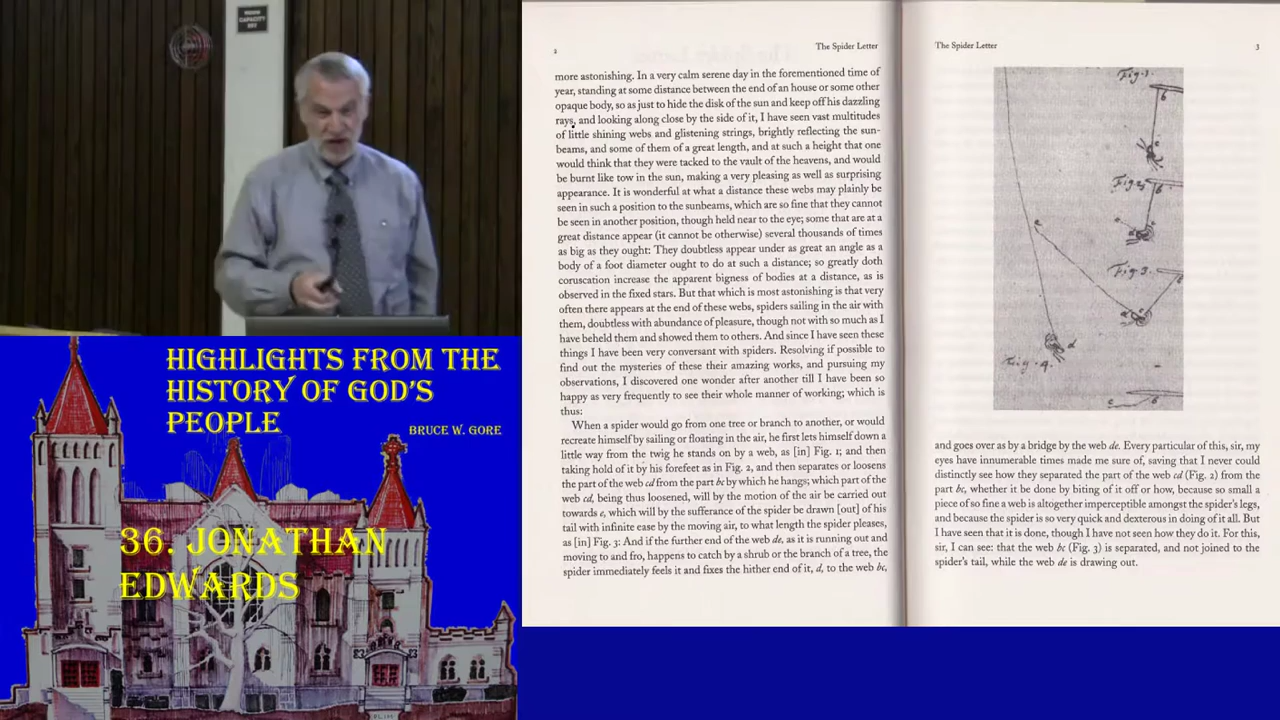 ROOM
CAPACITY
HIGHLIGHTS FROM THE
HISTORY OF GOD'S
PEOPLE
BRUCE W. GORE
36. JONATHAN
EDWARDS
2
The Spider Letter
more astonishing. In a very calm serene day in the forementioned time of
year, standing at some distance between the end of an house or some other
opaque body, so as just to hide the disk of the sun and keep off his dazzling
rays, and looking along close by the side of it, I have seen vast multitudes
of little shining webs and glistening strings, brightly reflecting the sun-
beams, and some of them of a great length, and at such a height that one
would think that they were tacked to the vault of the heavens, and would
be burnt like tow in the sun, making a very pleasing as well as surprising
appearance. It is wonderful at what a distance these webs may plainly be
seen in such a position to the sunbeams, which are so fine that they cannot
be seen in another position, though held near to the eye; some that are at a
great distance appear (it cannot be otherwise) several thousands of times
as big as they ought: They doubtless appear under as great an angle as a
body of a foot diameter ought to do at such a distance; so greatly doth
coruscation increase the apparent bigness of bodies at a distance, as is
observed in the fixed stars. But that which is most astonishing is that very
often there appears at the end of these webs, spiders sailing in the air with
them, doubtless with abundance of pleasure, though not with so much as I
have beheld them and showed them to others. And since I have seen these
things I have been very conversant with spiders. Resolving if possible to
find out the mysteries of these their amazing works, and pursuing my
observations, I discovered one wonder after another till I have been so
happy as very frequently to see their whole manner of working; which is
thus:
When a spider would go from one tree or branch to another, or would
recreate himself by sailing or floating in the air, he first lets himself down a
little way from the twig he stands on by a web, as [in] Fig. 1; and then
taking hold of it by his forefeet as in Fig. 2, and then separates or loosens
the part of the web cd from the part bc by which he hangs; which part of the
web cd, being thus loosened, will by the motion of the air be carried out
towards e, which will by the sufferance of the spider be drawn [out] of his
tail with infinite ease by the moving air, to what length the spider pleases,
as [in] Fig. 3: And if the further end of the web de, as it is running out and
moving to and fro, happens to catch by a shrub or the branch of a tree, the
spider immediately feels it and fixes the hither end of it, d, to the web bc,
The Spider Letter
3
Fig. 1.
b
Fig. 2
b
Fig. 3.
b
e
d
Fig. 4.
and goes over as by a bridge by the web de. Every particular of this, sir, my
eyes have innumerable times made me sure of, saving that I never could
distinctly see how they separated the part of the web cd (Fig. 2) from the
part bc, whether it be done by biting of it off or how, because so small a
piece of so fine a web is altogether imperceptible amongst the spider's legs,
and because the spider is so very quick and dexterous in doing of it all. But
I have seen that it is done, though I have not seen how they do it. For this,
sir, I can see: that the web bc (Fig. 3) is separated, and not joined to the
spider's tail, while the web de is drawing out.